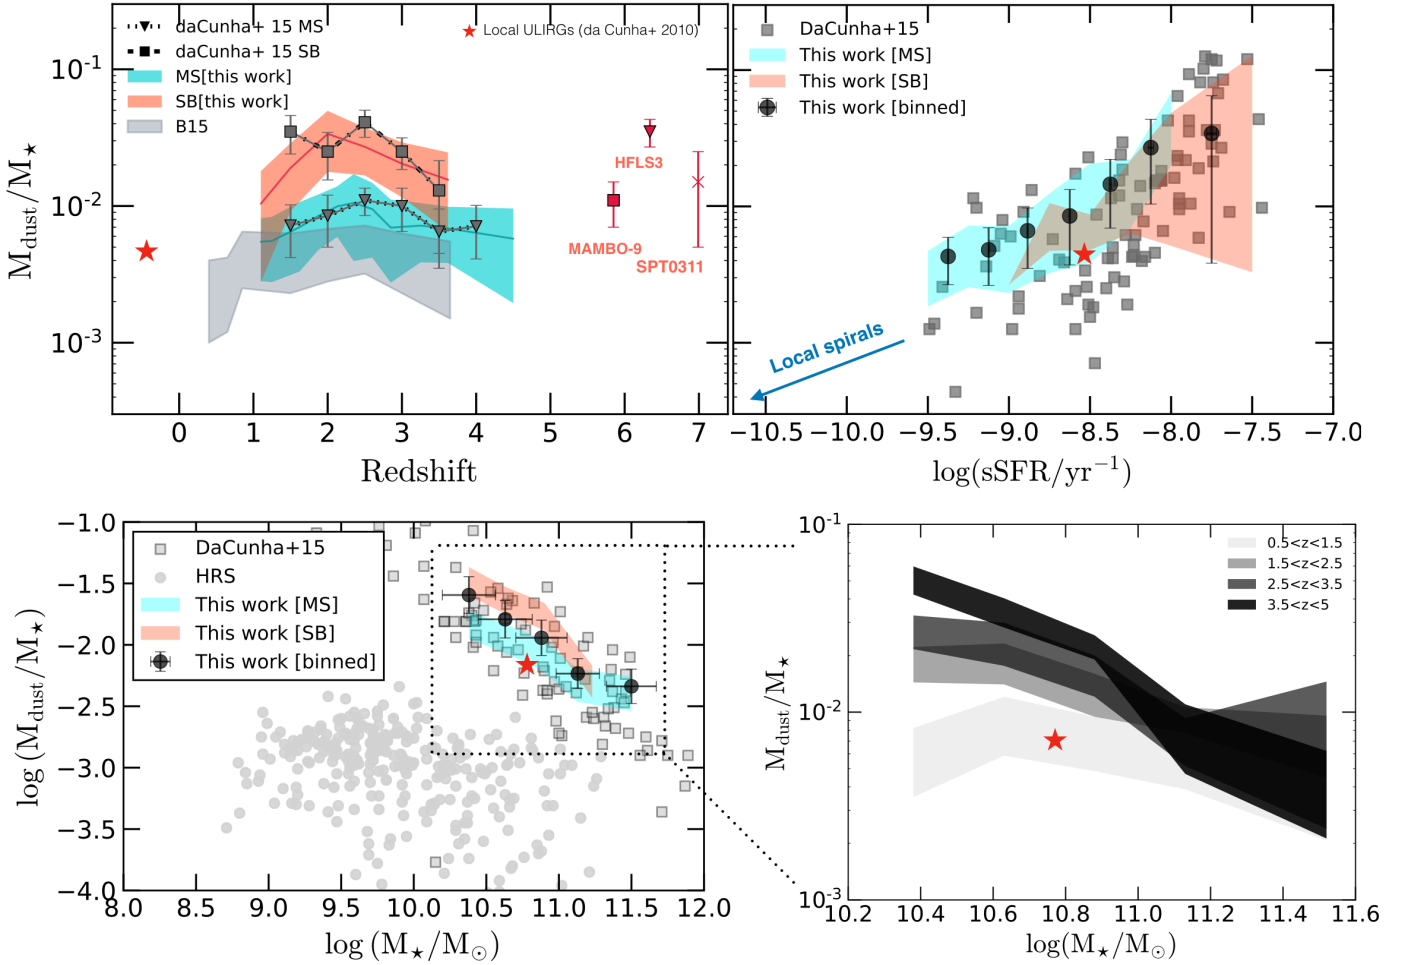 daCunha+ 15 MS
daCunha+ 15 SB
MS[this work]
SB[this work]
B15
Local ULIRGs (da Cunha+ 2010)
HFLS3
MAMBO-9
SPT0311
10⁻¹
10⁻²
10⁻³
M_dust/M⋆
0 1 2 3 4 5 6 7
Redshift
DaCunha+15
This work [MS]
This work [SB]
This work [binned]
Local spirals
−10.5 −10.0 −9.5 −9.0 −8.5 −8.0 −7.5 −7.0
log(sSFR/yr⁻¹)
DaCunha+15
HRS
This work [MS]
This work [SB]
This work [binned]
−1.0
−1.5
−2.0
−2.5
−3.0
−3.5
−4.0
log (M_dust/M⋆)
8.0 8.5 9.0 9.5 10.0 10.5 11.0 11.5 12.0
log (M⋆/M⊙)
0.5<z<1.5
1.5<z<2.5
2.5<z<3.5
3.5<z<5
10⁻¹
10⁻²
10⁻³
M_dust/M⋆
10.2 10.4 10.6 10.8 11.0 11.2 11.4 11.6
log(M⋆/M⊙)